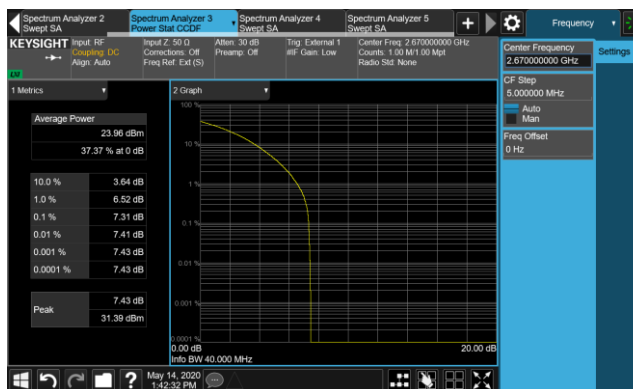 Spectrum Analyzer 2
Swept SA
Spectrum Analyzer 3
Power Stat CCDF
Spectrum Analyzer 4
Swept SA
Spectrum Analyzer 5
Swept SA
Frequency
KEYSIGHT
Input: RF
Coupling: DC
Align: Auto
Input Z: 50 Ω
Corrections: Off
Freq Ref: Ext (S)
Atten: 30 dB
Preamp: Off
Trig: External 1
#IF Gain: Low
Center Freq: 2.670000000 GHz
Counts: 1.00 M/1.00 Mpt
Radio Std: None
Center Frequency
2.670000000 GHz
Settings
CF Step
5.000000 MHz
Auto
Man
Freq Offset
0 Hz
1 Metrics
Average Power
23.96 dBm
37.37 % at 0 dB
10.0 % 3.64 dB
1.0 % 6.52 dB
0.1 % 7.31 dB
0.01 % 7.41 dB
0.001 % 7.43 dB
0.0001 % 7.43 dB
Peak
7.43 dB
31.39 dBm
2 Graph
100 %
10 %
1 %
0.1 %
0.01 %
0.001 %
0.0001 %
0.00 dB
20.00 dB
Info BW 40.000 MHz
May 14, 2020
1:42:32 PM